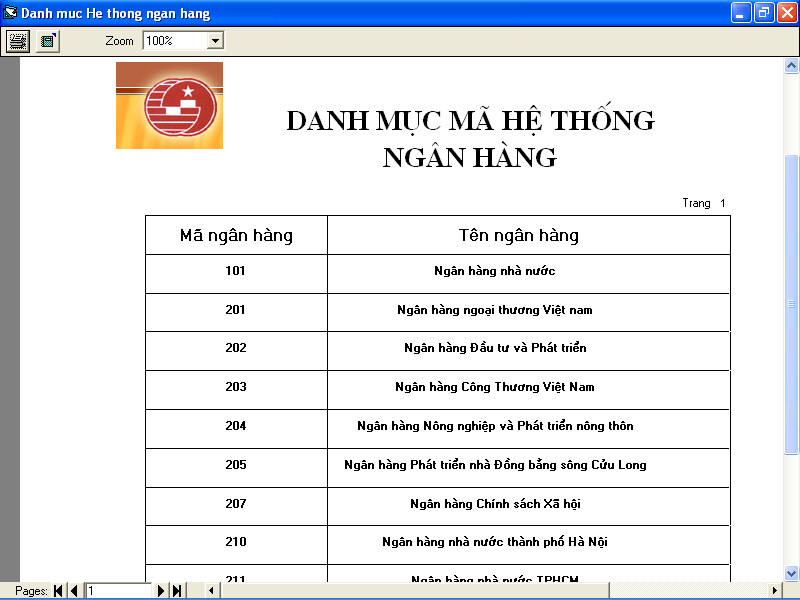 Danh muc He thong ngan hang
Zoom 100%
DANH MỤC MÃ HỆ THỐNG
NGÂN HÀNG
Trang 1
Mã ngân hàng Tên ngân hàng
101 Ngân hàng nhà nước
201 Ngân hàng ngoại thương Việt nam
202 Ngân hàng Đầu tư và Phát triển
203 Ngân hàng Công Thương Việt Nam
204 Ngân hàng Nông nghiệp và Phát triển nông thôn
205 Ngân hàng Phát triển nhà Đồng bằng sông Cửu Long
207 Ngân hàng Chính sách Xã hội
210 Ngân hàng nhà nước thành phố Hà Nội
211 Ngân hàng nhà nước TPHCM
Pages: 1